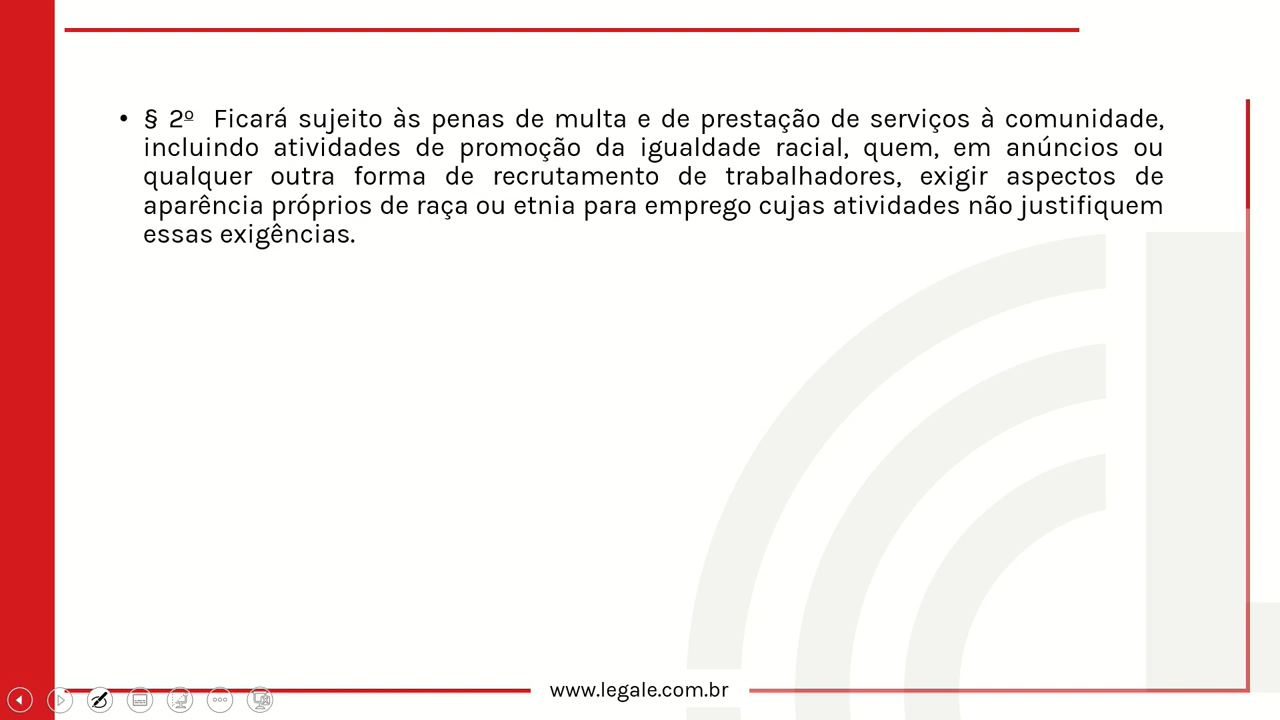 • § 2º Ficará sujeito às penas de multa e de prestação de serviços à comunidade,
incluindo atividades de promoção da igualdade racial, quem, em anúncios ou
qualquer outra forma de recrutamento de trabalhadores, exigir aspectos de
aparência próprios de raça ou etnia para emprego cujas atividades não justifiquem
essas exigências.
www.legale.com.br